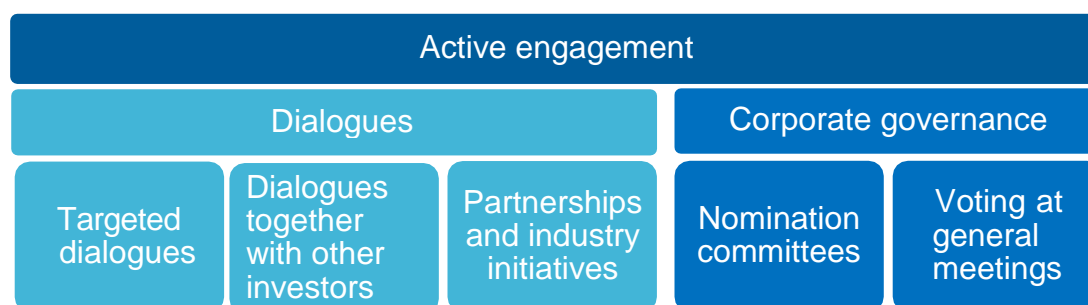 Active engagement
Dialogues
Corporate governance
Targeted
dialogues
Dialogues
together
with other
investors
Partnerships
and industry
initiatives
Nomination
committees
Voting at
general
meetings